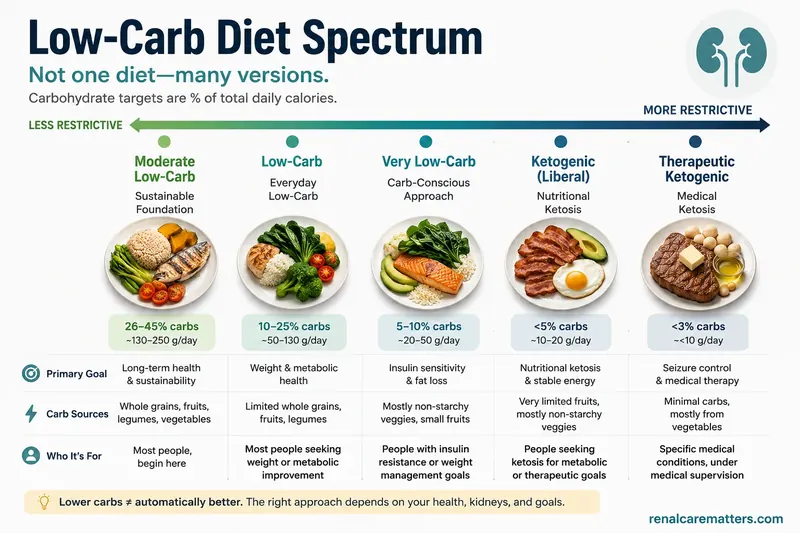 Low-Carb Diet Spectrum
Not one diet—many versions.
Carbohydrate targets are % of total daily calories.
LESS RESTRICTIVE
MORE RESTRICTIVE
Moderate
Low-Carb
Sustainable
Foundation
Low-Carb
Everyday
Low-Carb
Very Low-Carb
Carb-Conscious
Approach
Ketogenic
(Liberal)
Nutritional
Ketosis
Therapeutic
Ketogenic
Medical
Ketosis
26–45% carbs
~130–250 g/day
10–25% carbs
~50–130 g/day
5–10% carbs
~20–50 g/day
<5% carbs
~10–20 g/day
<3% carbs
~<10 g/day
Primary Goal
Long-term health
& sustainability
Weight & metabolic
health
Insulin sensitivity
& fat loss
Nutritional ketosis
& stable energy
Seizure control
& medical therapy
Carb Sources
Whole grains, fruits,
legumes, vegetables
Limited whole grains,
fruits, legumes
Mostly non-starchy
veggies, small fruits
Very limited fruits,
mostly non-starchy
veggies
Minimal carbs,
mostly from
vegetables
Who It's For
Most people,
begin here
Most people seeking
weight or metabolic
improvement
People with insulin
resistance or weight
management goals
People seeking
ketosis for metabolic
or therapeutic goals
Specific medical
conditions, under
medical supervision
Lower carbs ≠ automatically better. The right approach depends on your health, kidneys, and goals.
renalcarematters.com